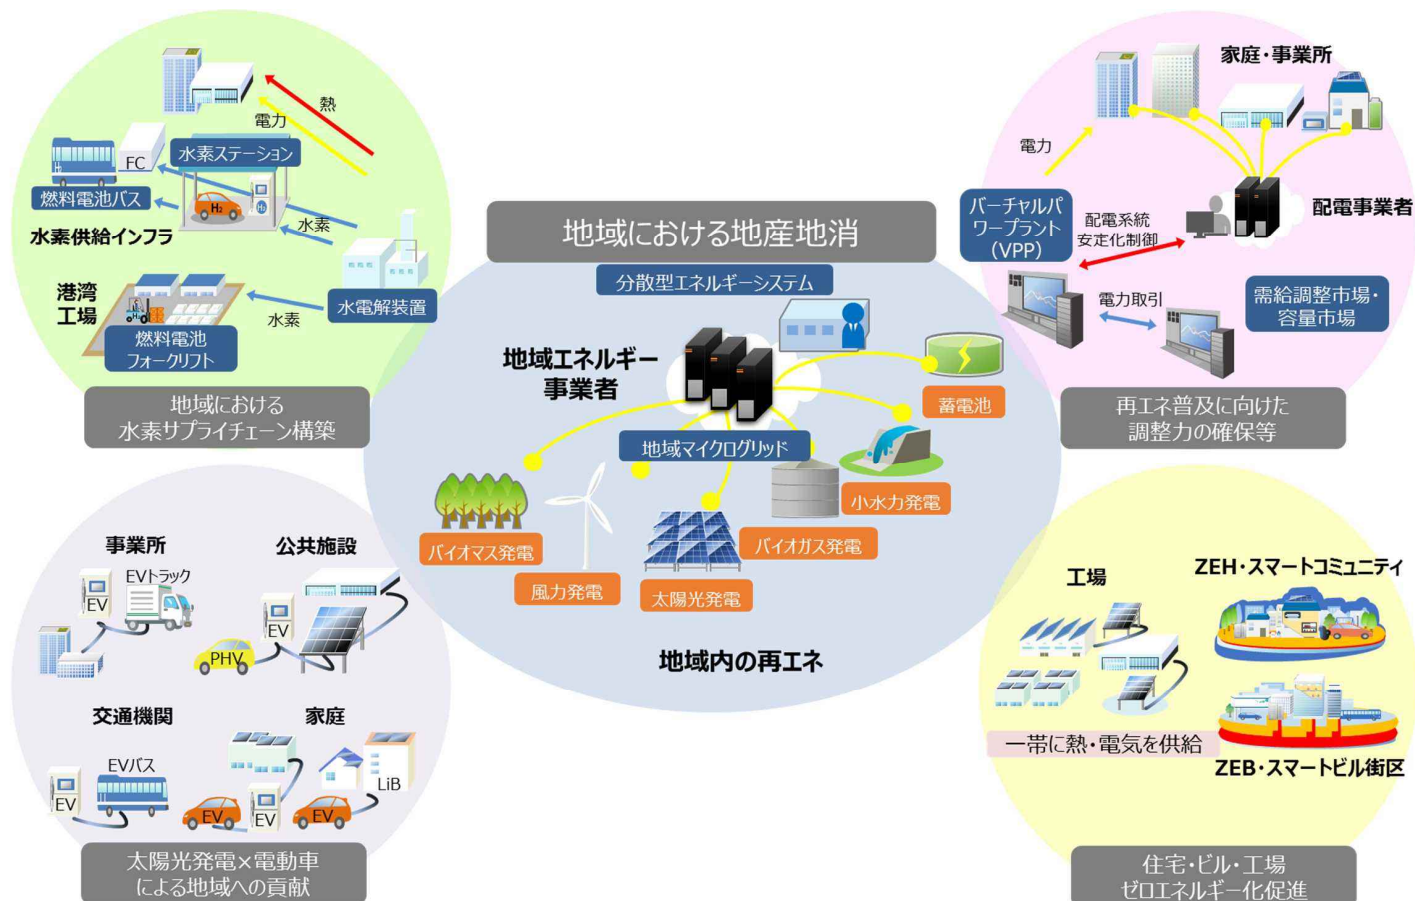 熱
電力
水素ステーション
FC
H₂
燃料電池バス
水素
水素供給インフラ
港湾
工場
水素
水電解装置
燃料電池
フォークリフト
地域における
水素サプライチェーン構築
地域における地産地消
分散型エネルギーシステム
地域エネルギー
事業者
蓄電池
地域マイクログリッド
小水力発電
バイオマス発電
バイオガス発電
風力発電
太陽光発電
地域内の再エネ
家庭・事業所
電力
バーチャルパ
ワープラント
（VPP）
配電系統
安定化制御
配電事業者
電力取引
需給調整市場・
容量市場
再エネ普及に向けた
調整力の確保等
事業所
公共施設
EVトラック
EV
EV
PHV
交通機関
家庭
EVバス
EV
LiB
EV
EV
EV
太陽光発電×電動車
による地域への貢献
工場
ZEH・スマートコミュニティ
一帯に熱・電気を供給
ZEB・スマートビル街区
住宅・ビル・工場
ゼロエネルギー化促進